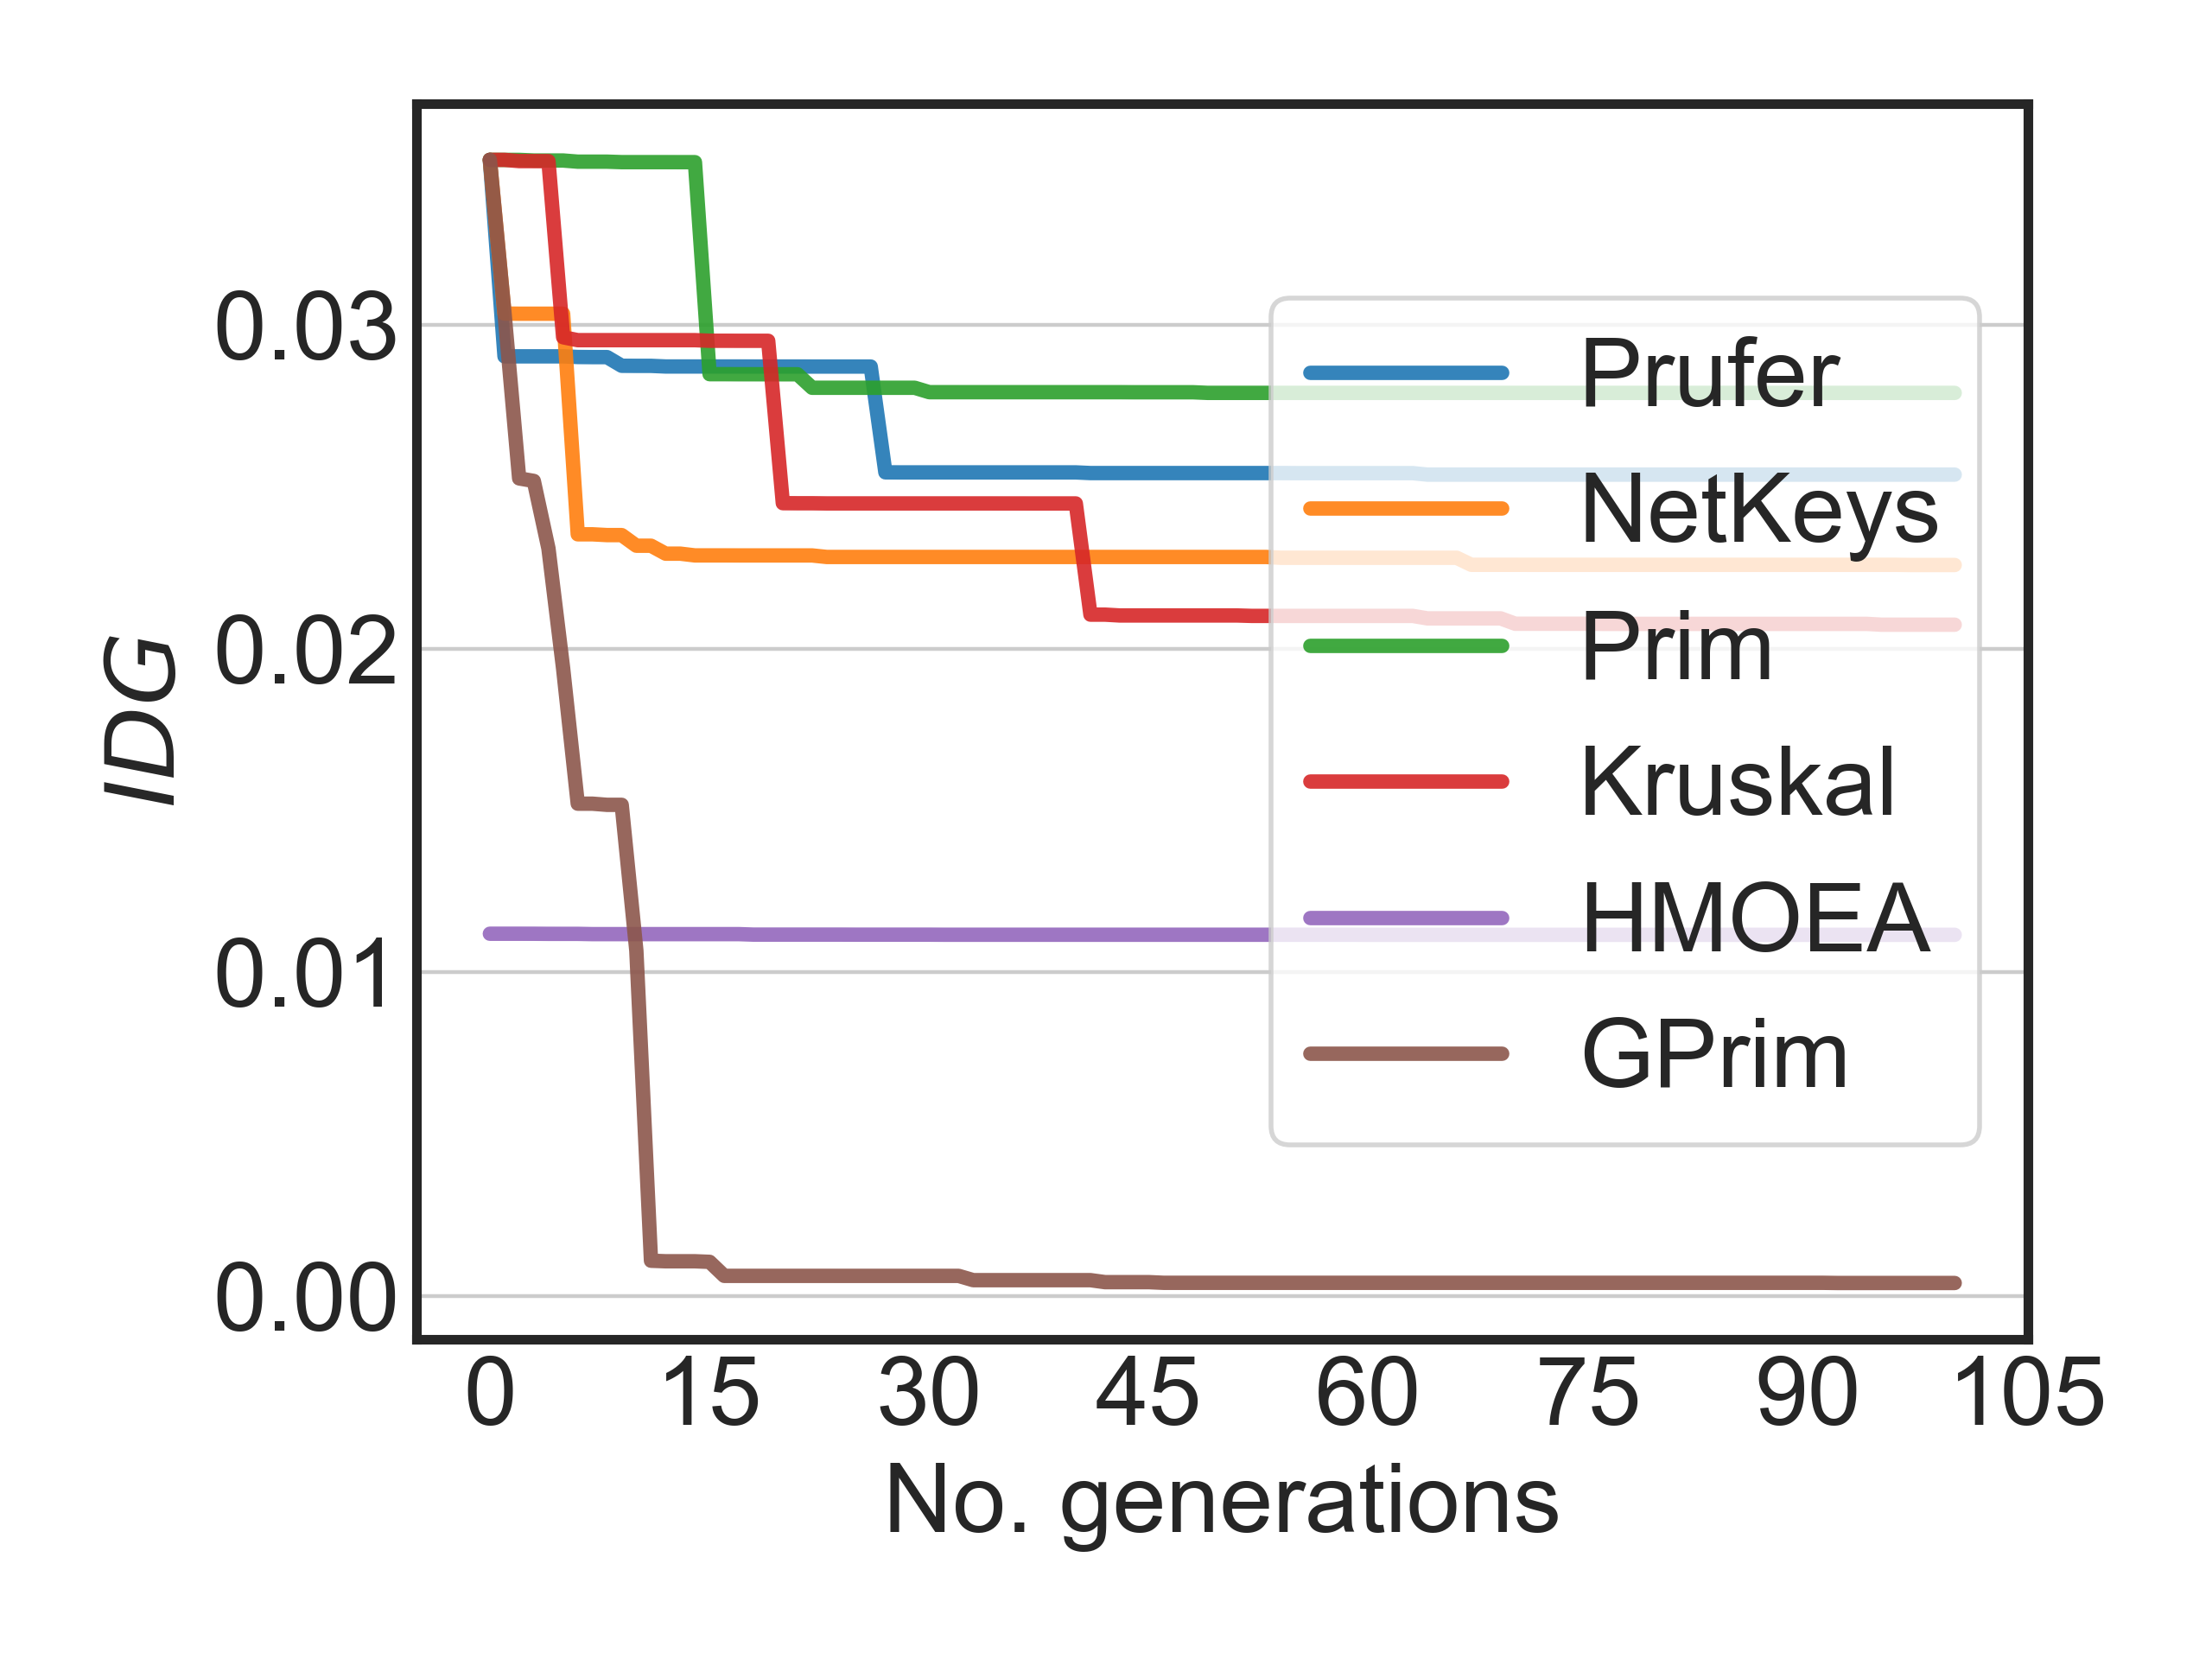 IDG
0.03
0.02
0.01
0.00
0 15 30 45 60 75 90 105
No. generations
Prufer
NetKeys
Prim
Kruskal
HMOEA
GPrim